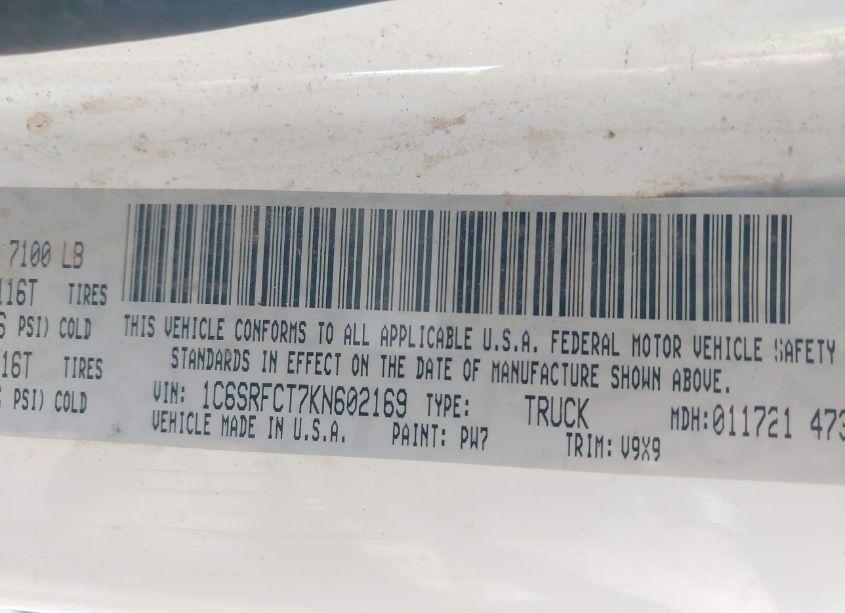 7100 LB
116T TIRES
PSI) COLD
16T TIRES
PSI) COLD
THIS VEHICLE CONFORMS TO ALL APPLICABLE U.S.A. FEDERAL MOTOR VEHICLE SAFETY
STANDARDS IN EFFECT ON THE DATE OF MANUFACTURE SHOWN ABOVE.
VIN: 1C6SRFCT7KN602169 TYPE: TRUCK MDH:011721 473
VEHICLE MADE IN U.S.A. PAINT: PW7 TRIM: V9X9